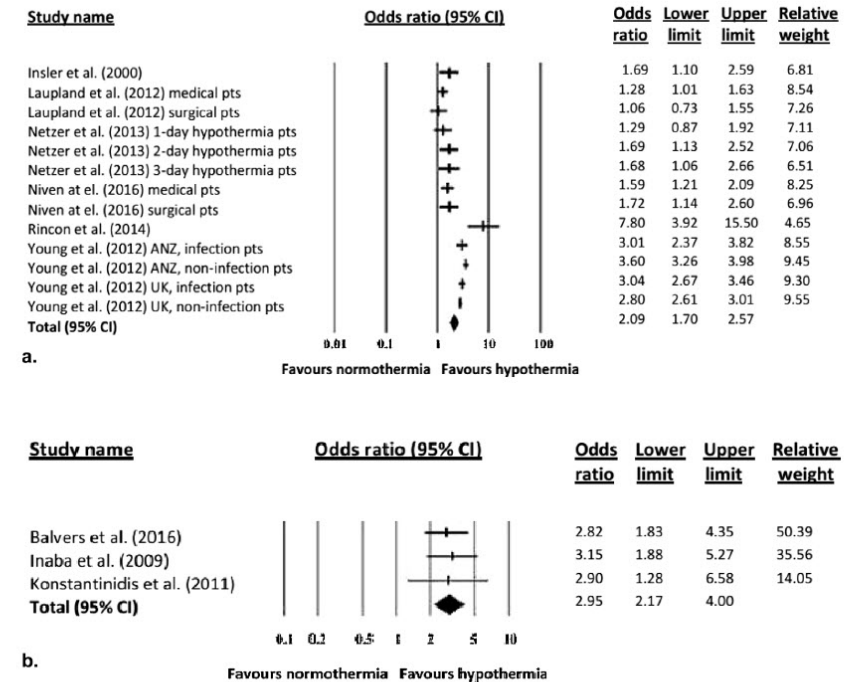 Study name Odds ratio (95% CI) Odds Lower Upper Relative
ratio limit limit weight
Insler et al. (2000) 1.69 1.10 2.59 6.81
Laupland et al. (2012) medical pts 1.28 1.01 1.63 8.54
Laupland et al. (2012) surgical pts 1.06 0.73 1.55 7.26
Netzer et al. (2013) 1-day hypothermia pts 1.29 0.87 1.92 7.11
Netzer et al. (2013) 2-day hypothermia pts 1.69 1.13 2.52 7.06
Netzer et al. (2013) 3-day hypothermia pts 1.68 1.06 2.66 6.51
Niven at el. (2016) medical pts 1.59 1.21 2.09 8.25
Niven at el. (2016) surgical pts 1.72 1.14 2.60 6.96
Rincon et al. (2014) 7.80 3.92 15.50 4.65
Young et al. (2012) ANZ, infection pts 3.01 2.37 3.82 8.55
Young et al. (2012) ANZ, non-infection pts 3.60 3.26 3.98 9.45
Young et al. (2012) UK, infection pts 3.04 2.67 3.46 9.30
Young et al. (2012) UK, non-infection pts 2.80 2.61 3.01 9.55
Total (95% CI) 2.09 1.70 2.57
0.01 0.1 1 10 100
a.
Favours normothermia Favours hypothermia
Study name Odds ratio (95% CI) Odds Lower Upper Relative
ratio limit limit weight
Balvers et al. (2016) 2.82 1.83 4.35 50.39
Inaba et al. (2009) 3.15 1.88 5.27 35.56
Konstantinidis et al. (2011) 2.90 1.28 6.58 14.05
Total (95% CI) 2.95 2.17 4.00
0.1 0.2 0.5 1 2 5 10
b.
Favours normothermia Favours hypothermia